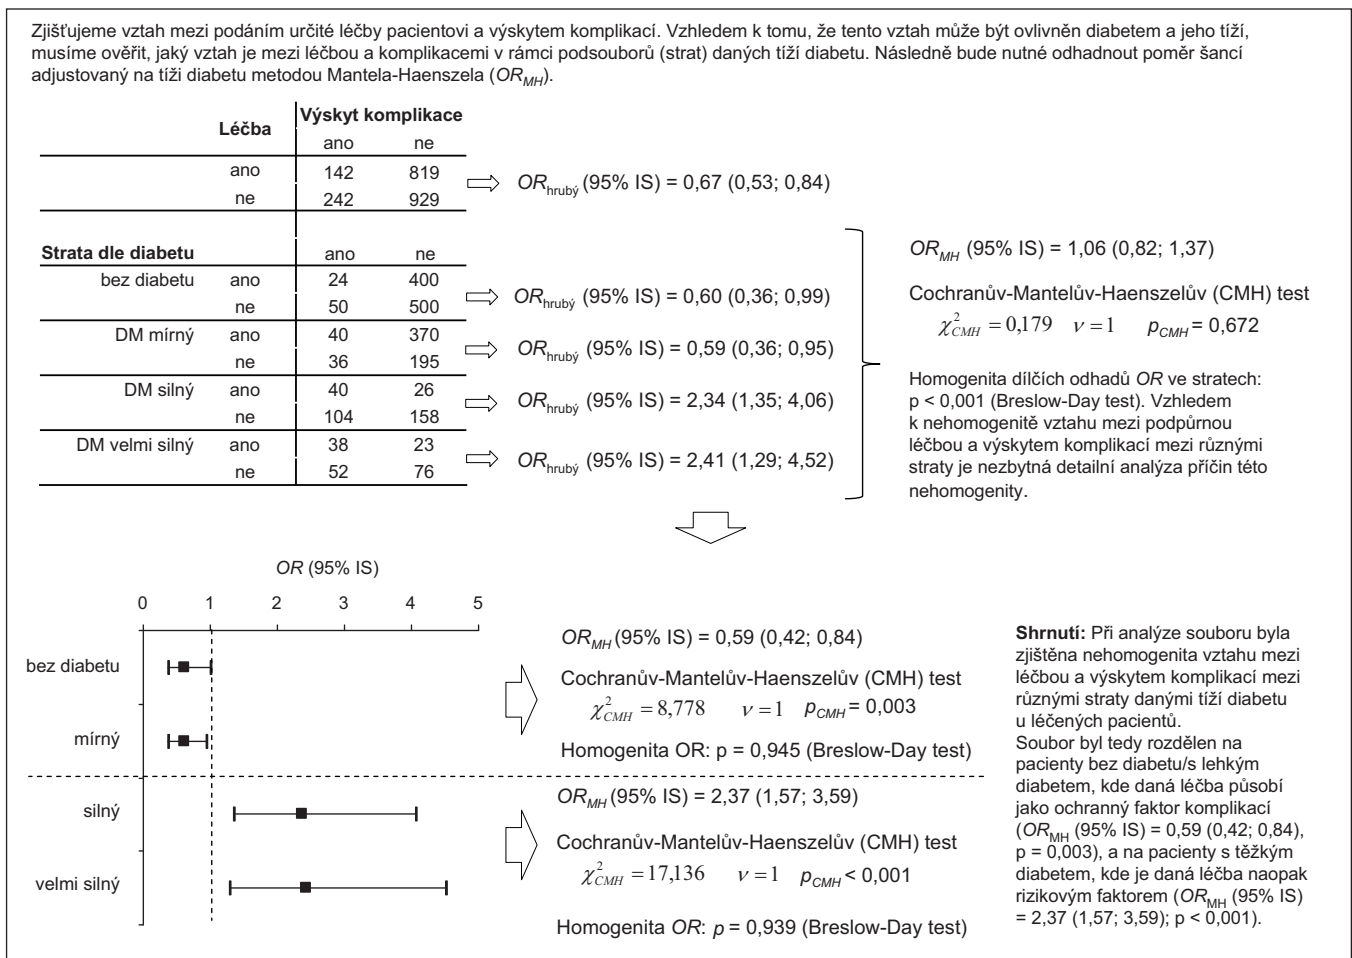 Zjišťujeme vztah mezi podáním určité léčby pacientovi a výskytem komplikací. Vzhledem k tomu, že tento vztah může být ovlivněn diabetem a jeho tíží,
musíme ověřit, jaký vztah je mezi léčbou a komplikacemi v rámci podsouborů (strat) daných tíží diabetu. Následně bude nutné odhadnout poměr šancí
adjustovaný na tíži diabetu metodou Mantela-Haenszela (OR_MH).
Léčba Výskyt komplikace
ano ne
ano 142 819
ne 242 929
OR_hrubý (95% IS) = 0,67 (0,53; 0,84)
Strata dle diabetu ano ne
bez diabetu ano 24 400
ne 50 500
OR_hrubý (95% IS) = 0,60 (0,36; 0,99)
DM mírný ano 40 370
ne 36 195
OR_hrubý (95% IS) = 0,59 (0,36; 0,95)
DM silný ano 40 26
ne 104 158
OR_hrubý (95% IS) = 2,34 (1,35; 4,06)
DM velmi silný ano 38 23
ne 52 76
OR_hrubý (95% IS) = 2,41 (1,29; 4,52)
OR_MH (95% IS) = 1,06 (0,82; 1,37)
Cochranův-Mantelův-Haenszelův (CMH) test
χ²_CMH = 0,179 ν = 1 p_CMH = 0,672
Homogenita dílčích odhadů OR ve stratech:
p < 0,001 (Breslow-Day test). Vzhledem
k nehomogenitě vztahu mezi podpůrnou
léčbou a výskytem komplikací mezi různými
straty je nezbytná detailní analýza příčin této
nehomogenity.
OR (95% IS)
0 1 2 3 4 5
bez diabetu
mírný
silný
velmi silný
OR_MH (95% IS) = 0,59 (0,42; 0,84)
Cochranův-Mantelův-Haenszelův (CMH) test
χ²_CMH = 8,778 ν = 1 p_CMH = 0,003
Homogenita OR: p = 0,945 (Breslow-Day test)
OR_MH (95% IS) = 2,37 (1,57; 3,59)
Cochranův-Mantelův-Haenszelův (CMH) test
χ²_CMH = 17,136 ν = 1 p_CMH < 0,001
Homogenita OR: p = 0,939 (Breslow-Day test)
Shrnutí: Při analýze souboru byla
zjištěna nehomogenita vztahu mezi
léčbou a výskytem komplikací mezi
různými straty danými tíží diabetu
u léčených pacientů.
Soubor byl tedy rozdělen na
pacienty bez diabetu/s lehkým
diabetem, kde daná léčba působí
jako ochranný faktor komplikací
(OR_MH (95% IS) = 0,59 (0,42; 0,84),
p = 0,003), a na pacienty s těžkým
diabetem, kde je daná léčba naopak
rizikovým faktorem (OR_MH (95% IS)
= 2,37 (1,57; 3,59); p < 0,001).